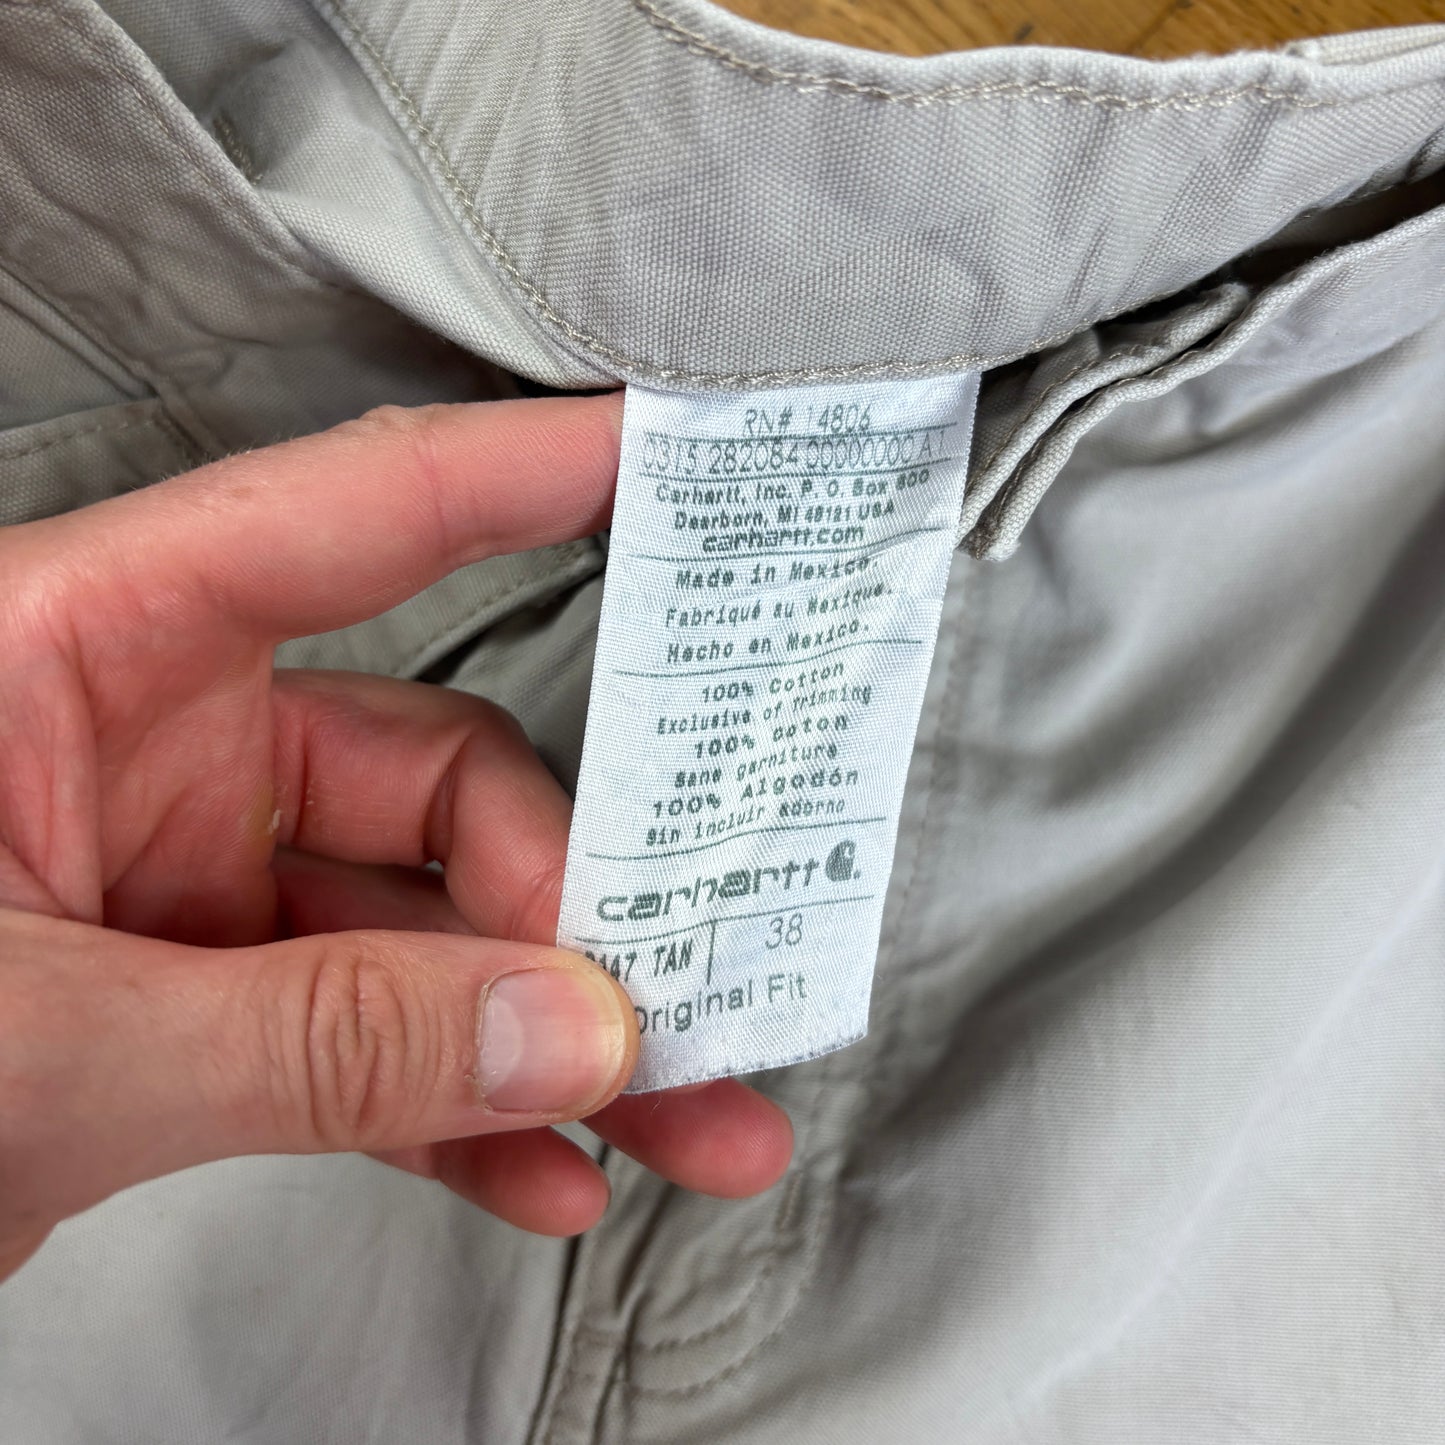 RN# 14806
0315 282084
Carhartt, Inc. P. O. Box 600
Dearborn, MI 48121 USA
carhartt.com
Made in Mexico.
Fabriqué au Mexique.
Hecho en Mexico.
100% Cotton
Exclusive of Trimming
100% coton
Sans garniture
100% Algodón
Sin incluir Adorno
carhartt
TAN 38
Original Fit